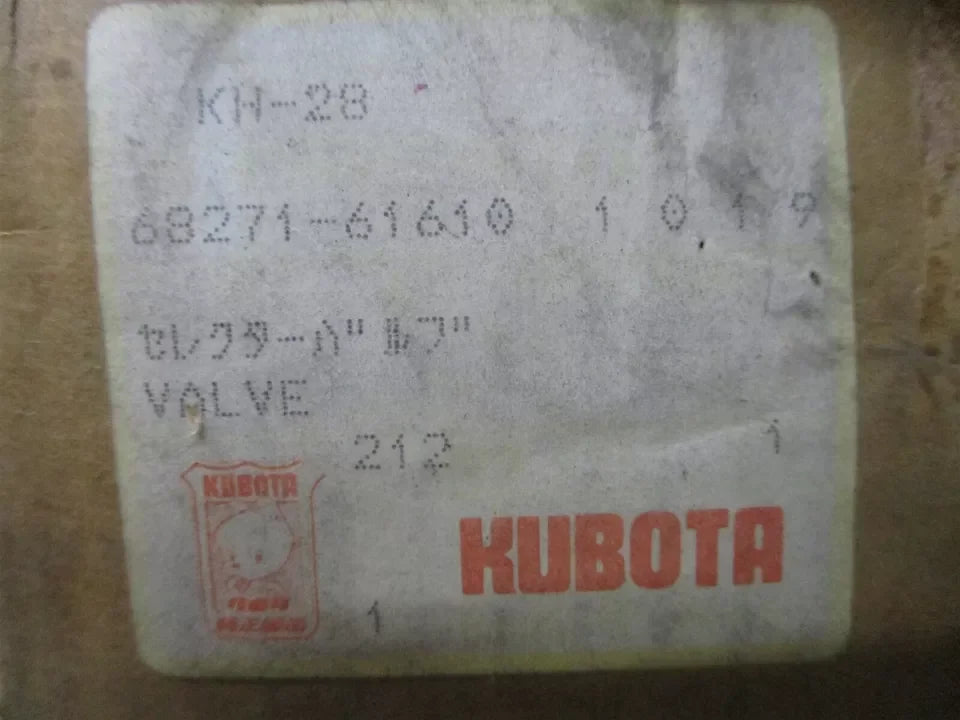 KH-28
68271-61610 1 0 1 9
セレクターバルブ
VALVE
212 1
KUBOTA
KUBOTA
1